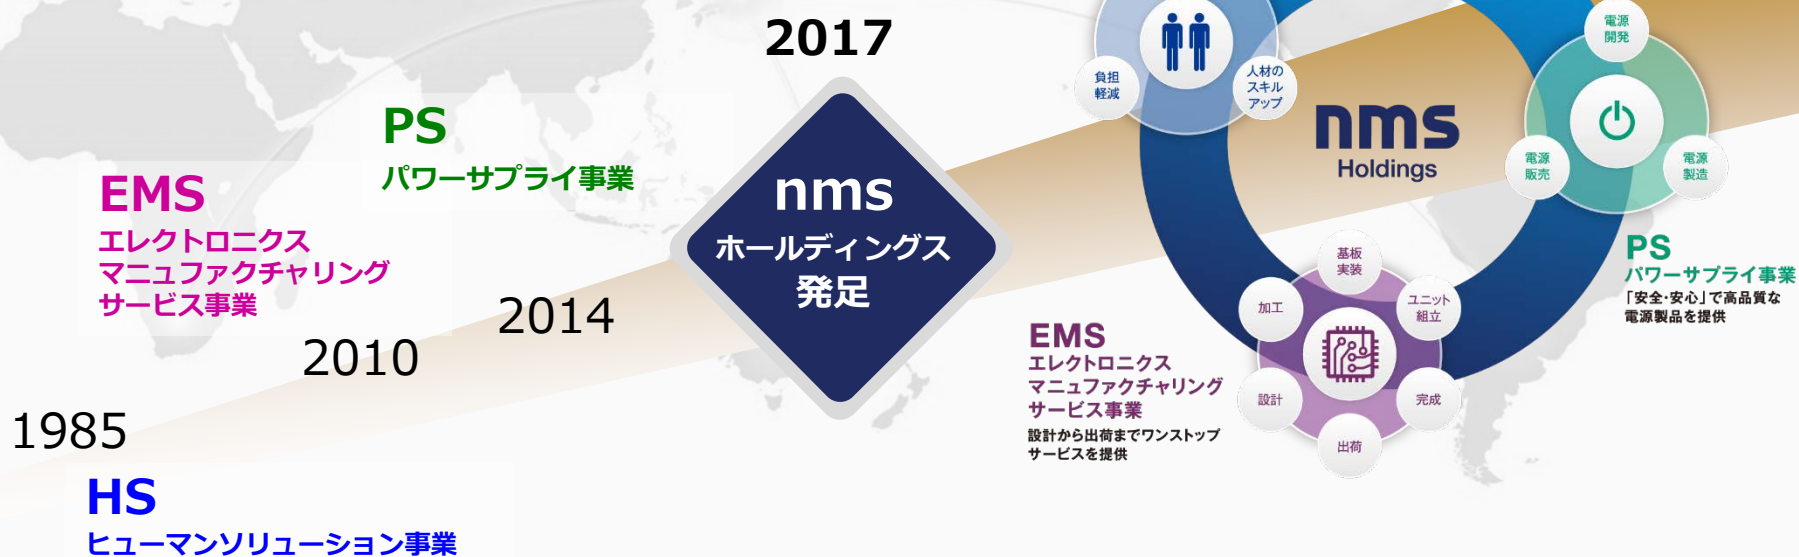 1985
HS
ヒューマンソリューション事業
2010
EMS
エレクトロニクス
マニュファクチャリング
サービス事業
2014
PS
パワーサプライ事業
2017
nms
ホールディングス
発足
負担
軽減
人材の
スキル
アップ
nms
Holdings
電源
開発
電源
販売
電源
製造
PS
パワーサプライ事業
「安全・安心」で高品質な
電源製品を提供
EMS
エレクトロニクス
マニュファクチャリング
サービス事業
設計から出荷までワンストップ
サービスを提供
基板
実装
加工
ユニット
組立
設計
完成
出荷